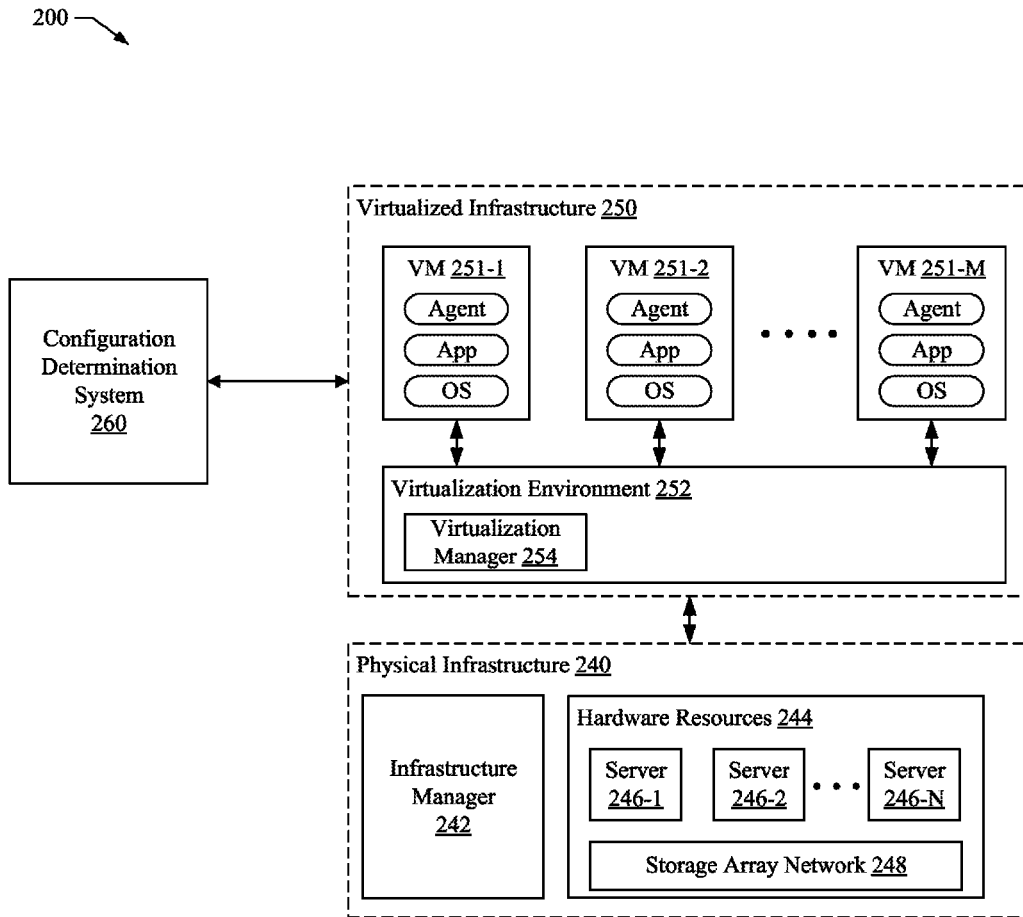 200
Virtualized Infrastructure 250
VM 251-1
Agent
App
OS
VM 251-2
Agent
App
OS
VM 251-M
Agent
App
OS
Configuration
Determination
System
260
Virtualization Environment 252
Virtualization
Manager 254
Physical Infrastructure 240
Infrastructure
Manager
242
Hardware Resources 244
Server
246-1
Server
246-2
Server
246-N
Storage Array Network 248